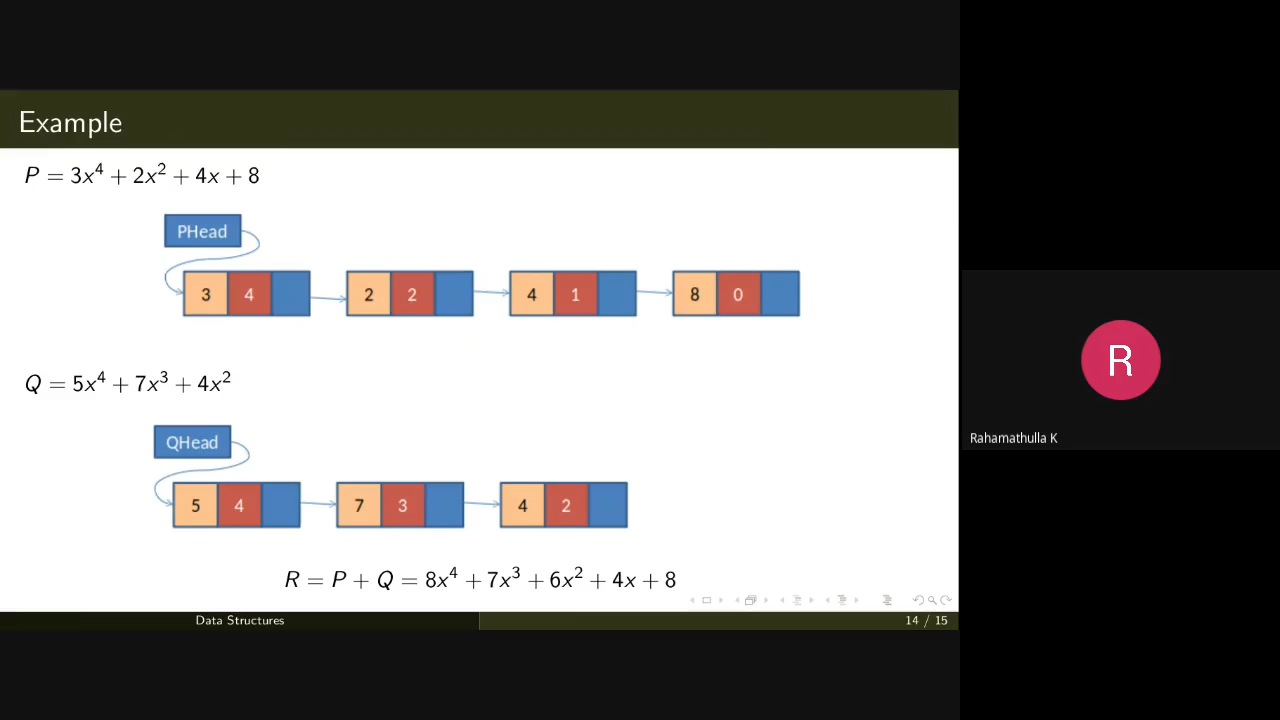 Example
P = 3x⁴ + 2x² + 4x + 8
PHead
3 4 2 2 4 1 8 0
Q = 5x⁴ + 7x³ + 4x²
QHead
5 4 7 3 4 2
R = P + Q = 8x⁴ + 7x³ + 6x² + 4x + 8
Data Structures 14 / 15
R
Rahamathulla K